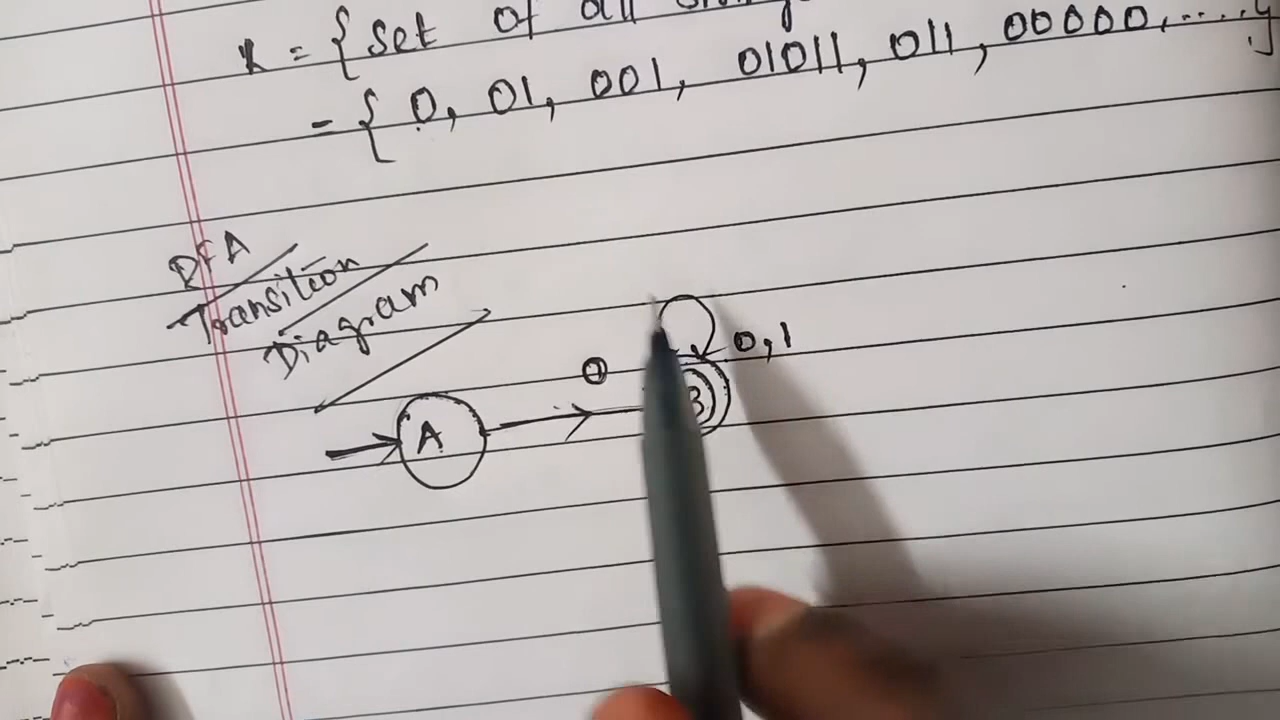 L = {set of all
= { 0, 01, 001, 01011, 011, 00000, .....}
DFA
Transition
Diagram
0
0,1
A
B